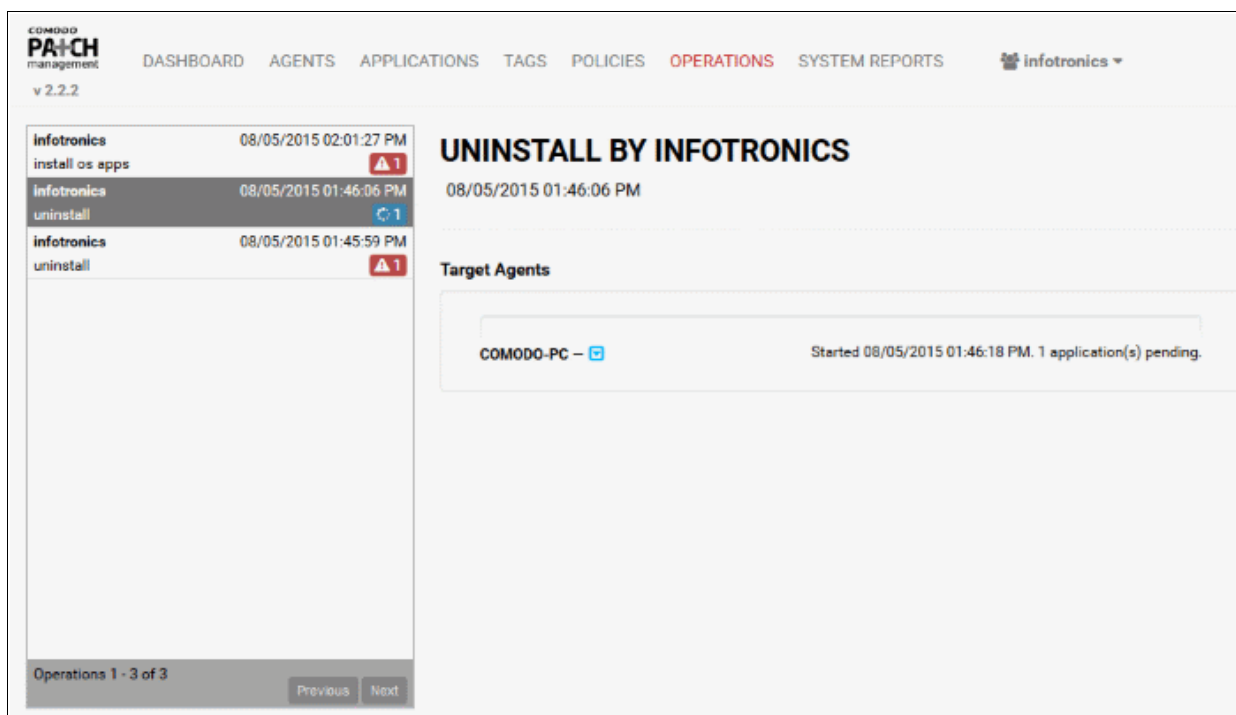 COMODO
PATCH
management
v 2.2.2
DASHBOARD AGENTS APPLICATIONS TAGS POLICIES OPERATIONS SYSTEM REPORTS infotronics
infotronics 08/05/2015 02:01:27 PM
install os apps 1
infotronics 08/05/2015 01:46:06 PM
uninstall 1
infotronics 08/05/2015 01:45:59 PM
uninstall 1
Operations 1 - 3 of 3
Previous Next
UNINSTALL BY INFOTRONICS
08/05/2015 01:46:06 PM
Target Agents
COMODO-PC – Started 08/05/2015 01:46:18 PM. 1 application(s) pending.